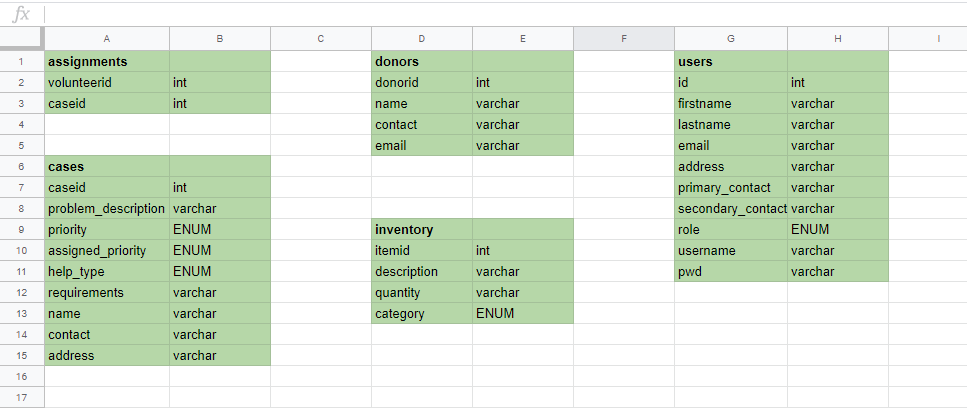 fx
A B C D E F G H I
1 assignments donors users
2 volunteerid int donorid int id int
3 caseid int name varchar firstname varchar
4 contact varchar lastname varchar
5 email varchar email varchar
6 cases address varchar
7 caseid int primary_contact varchar
8 problem_description varchar secondary_contact varchar
9 priority ENUM inventory role ENUM
10 assigned_priority ENUM itemid int username varchar
11 help_type ENUM description varchar pwd varchar
12 requirements varchar quantity varchar
13 name varchar category ENUM
14 contact varchar
15 address varchar
16
17